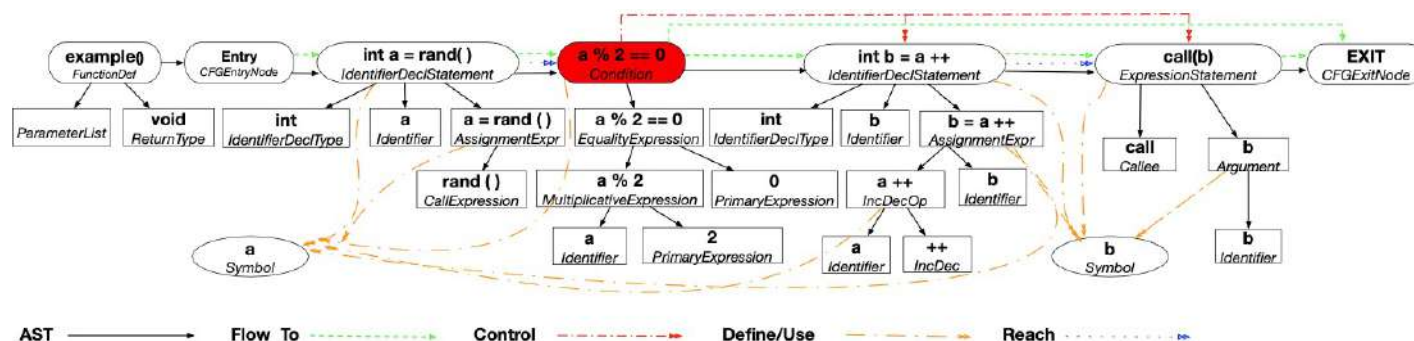 example()
FunctionDef
Entry
CFGEntryNode
int a = rand( )
IdentifierDeclStatement
a % 2 == 0
Condition
int b = a ++
IdentifierDeclStatement
call(b)
ExpressionStatement
EXIT
CFGExitNode
ParameterList
void
ReturnType
int
IdentifierDeclType
a
Identifier
a = rand ( )
AssignmentExpr
a % 2 == 0
EqualityExpression
int
IdentifierDeclType
b
Identifier
b = a ++
AssignmentExpr
call
Callee
b
Argument
rand ( )
CallExpression
a % 2
MultiplicativeExpression
0
PrimaryExpression
a ++
IncDecOp
b
Identifier
a
Symbol
a
Identifier
2
PrimaryExpression
a
Identifier
++
IncDec
b
Symbol
b
Identifier
AST
Flow To
Control
Define/Use
Reach